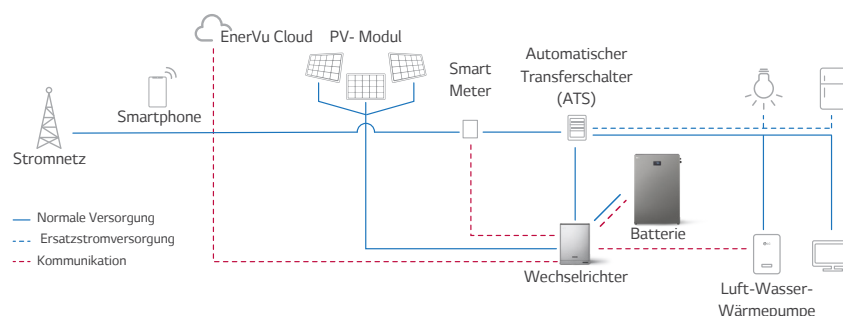 EnerVu Cloud
PV- Modul
Smart
Meter
Automatischer
Transferschalter
(ATS)
Smartphone
Stromnetz
Normale Versorgung
Ersatzstromversorgung
Kommunikation
Batterie
Wechselrichter
Luft-Wasser-
Wärmepumpe